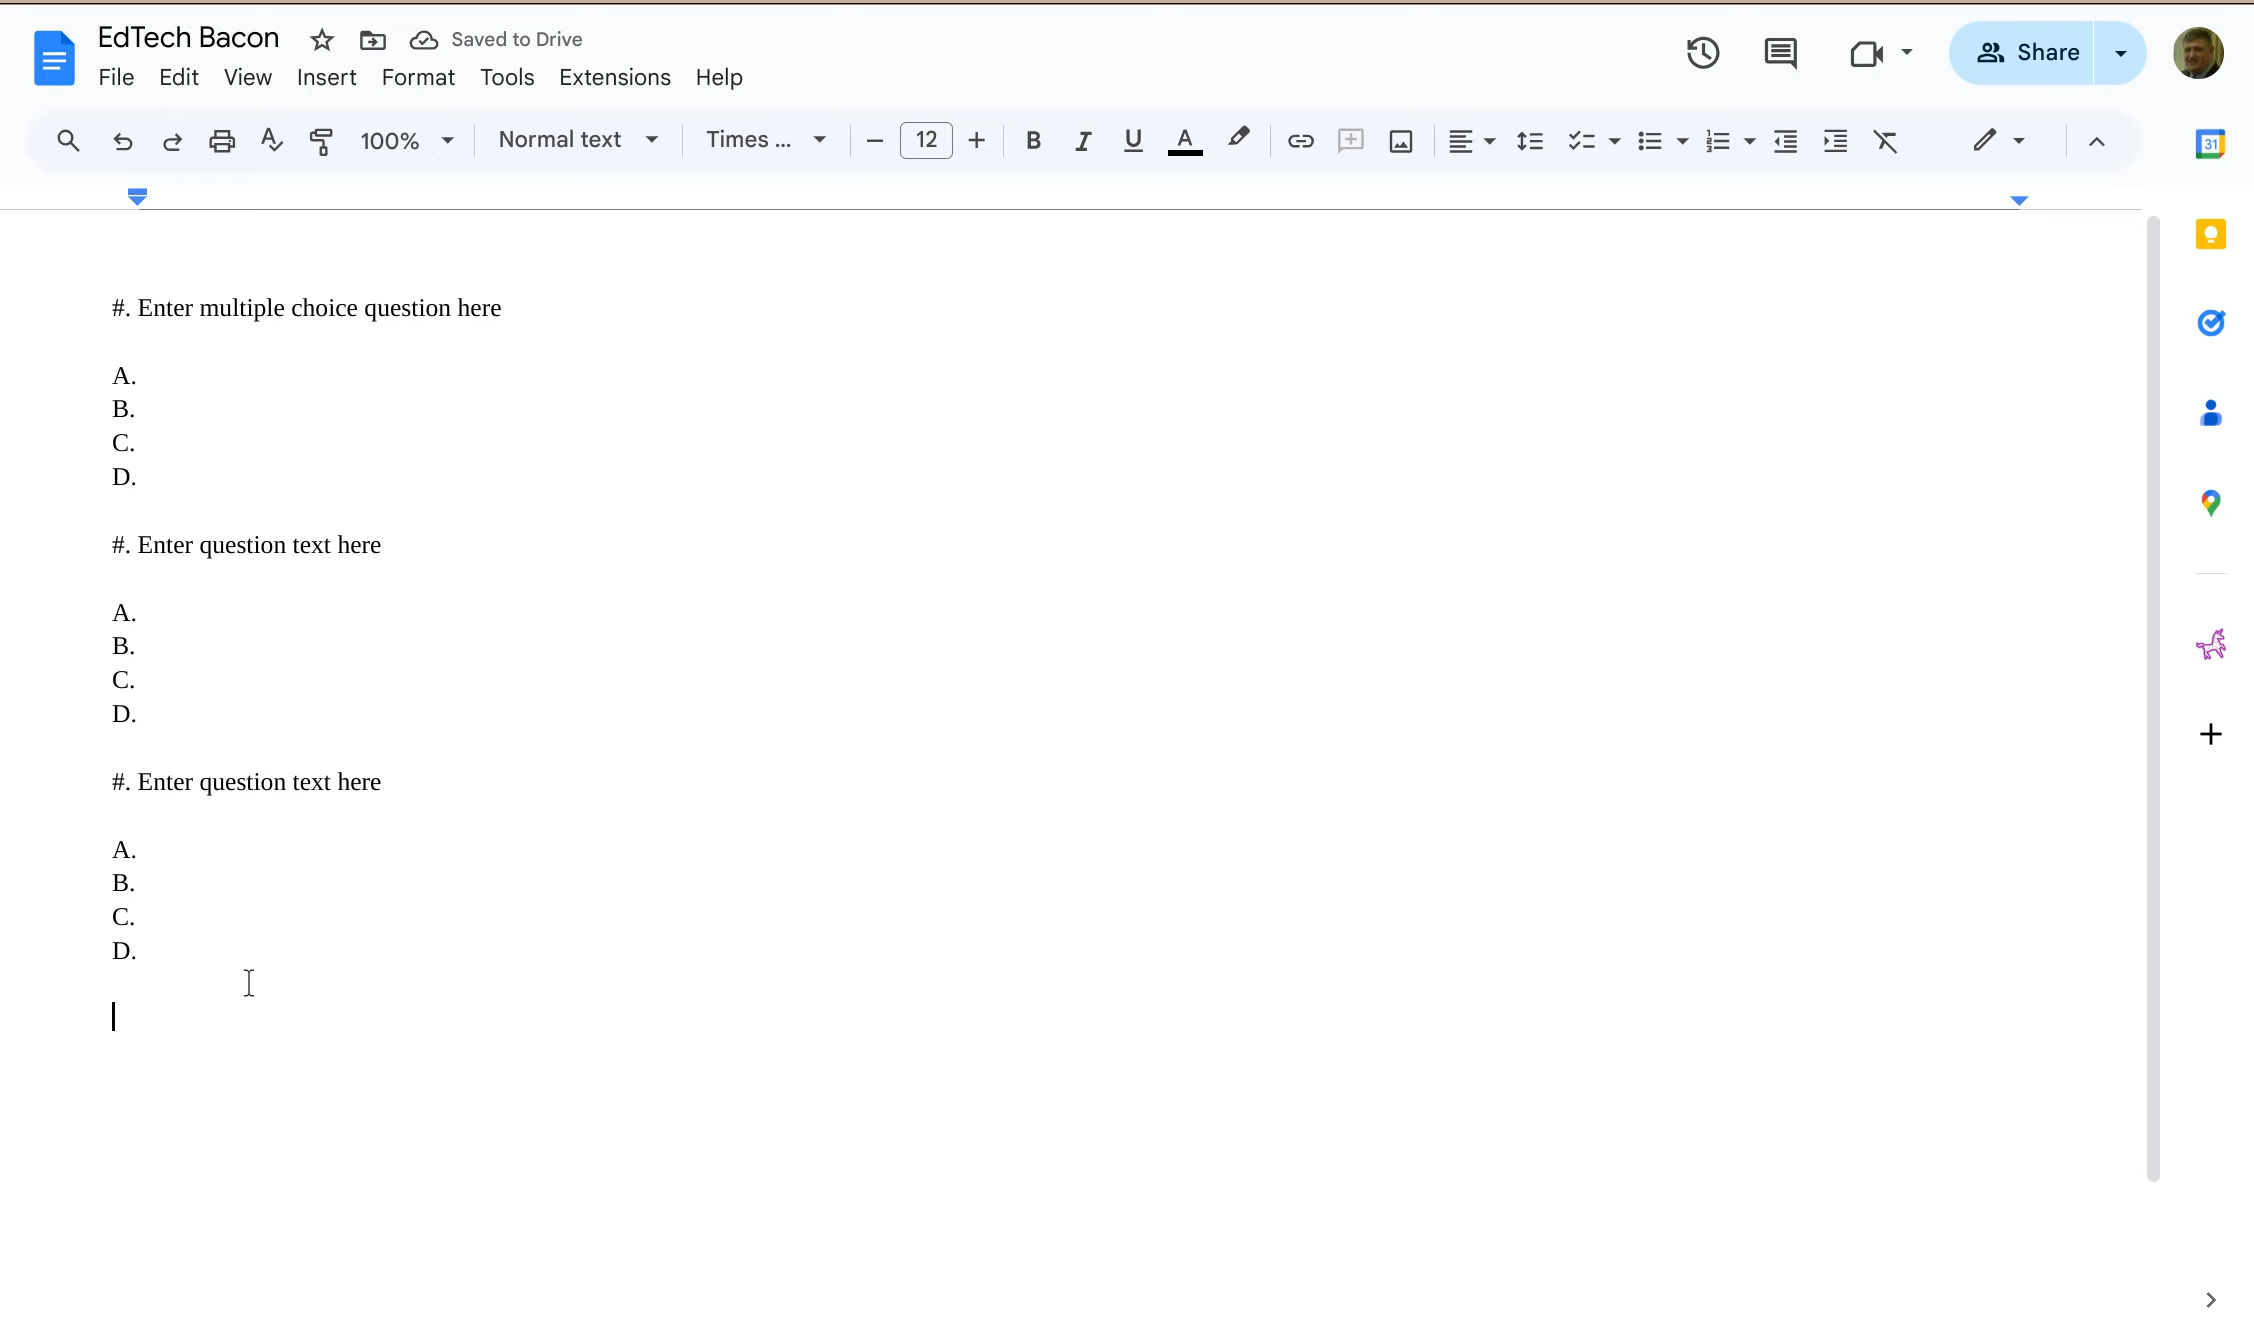 EdTech Bacon Saved to Drive
File Edit View Insert Format Tools Extensions Help
Share
100% Normal text Times ... 12 B I U A
31
#. Enter multiple choice question here
A.
B.
C.
D.
#. Enter question text here
A.
B.
C.
D.
#. Enter question text here
A.
B.
C.
D.